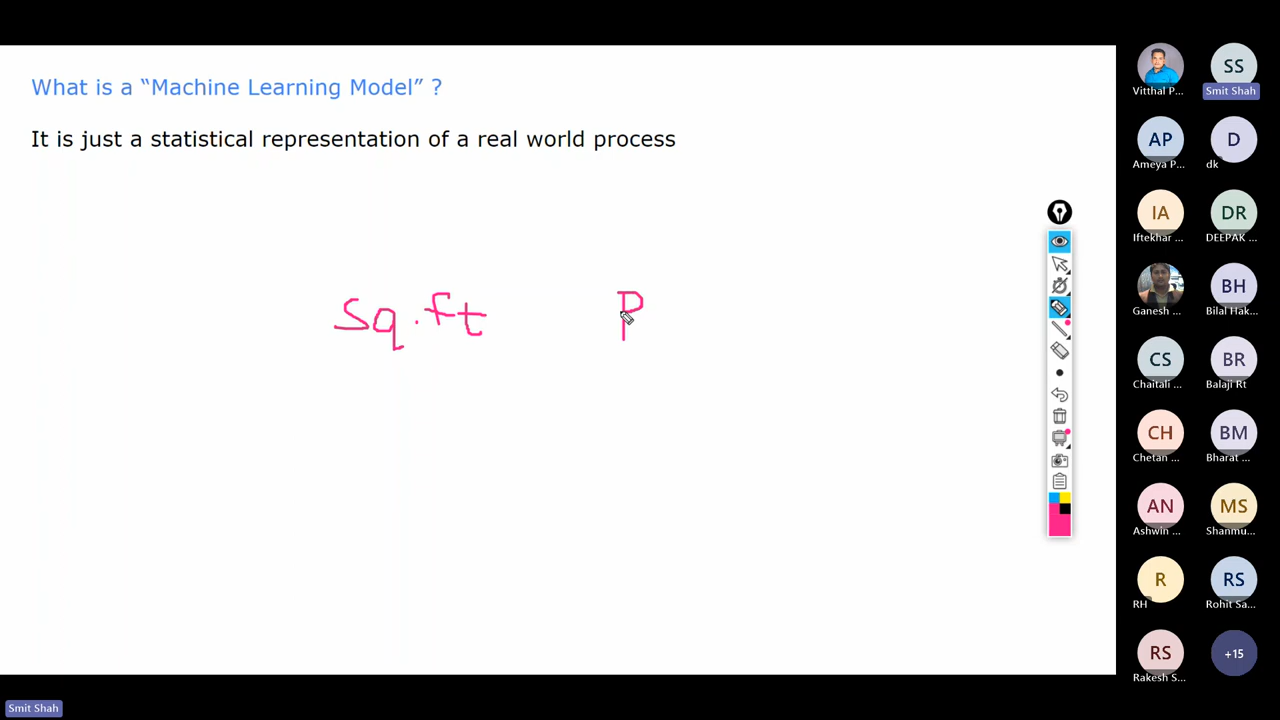 What is a “Machine Learning Model” ?
It is just a statistical representation of a real world process
Sq.ft P
SS
Vitthal P... Smit Shah
AP D
Ameya P... dk
IA DR
Iftekhar ... DEEPAK ...
BH
Ganesh ... Bilal Hak...
CS BR
Chaitali ... Balaji Rt
CH BM
Chetan ... Bharat ...
AN MS
Ashwin ... Shanmu...
R RS
RH Rohit Sa...
RS +15
Rakesh S...
Smit Shah